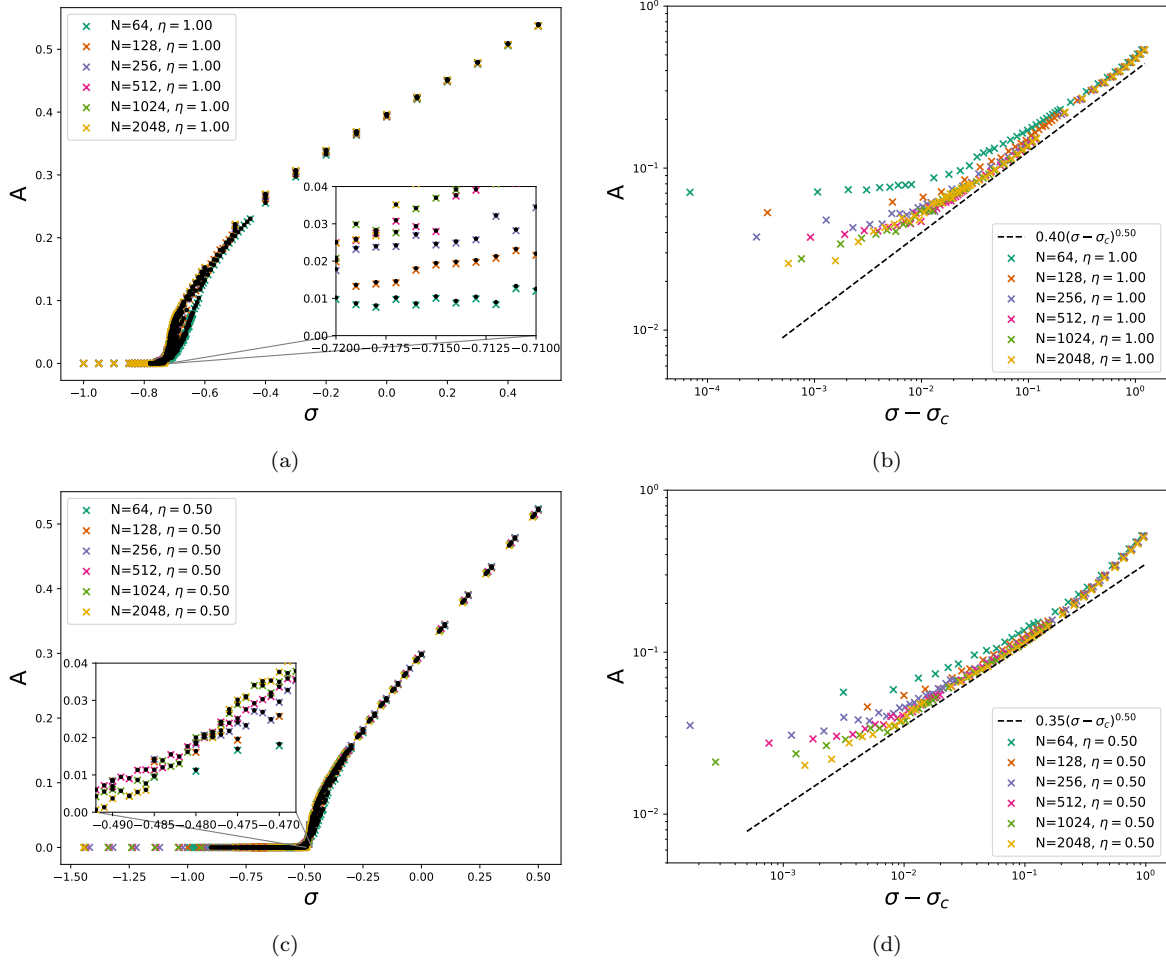 N=64, η = 1.00
N=128, η = 1.00
N=256, η = 1.00
N=512, η = 1.00
N=1024, η = 1.00
N=2048, η = 1.00
A
0.5
0.4
0.3
0.2
0.1
0.0
0.04
0.03
0.02
0.01
0.00
−0.7200 −0.7175 −0.7150 −0.7125 −0.7100
−1.0 −0.8 −0.6 −0.4 −0.2 0.0 0.2 0.4
σ
(a)
A
10⁰
10⁻¹
10⁻²
0.40(σ − σ_c)^0.50
N=64, η = 1.00
N=128, η = 1.00
N=256, η = 1.00
N=512, η = 1.00
N=1024, η = 1.00
N=2048, η = 1.00
10⁻⁴ 10⁻³ 10⁻² 10⁻¹ 10⁰
σ − σ_c
(b)
N=64, η = 0.50
N=128, η = 0.50
N=256, η = 0.50
N=512, η = 0.50
N=1024, η = 0.50
N=2048, η = 0.50
A
0.5
0.4
0.3
0.2
0.1
0.0
0.04
0.03
0.02
0.01
0.00
−0.490 −0.485 −0.480 −0.475 −0.470
−1.50 −1.25 −1.00 −0.75 −0.50 −0.25 0.00 0.25 0.50
σ
(c)
A
10⁰
10⁻¹
10⁻²
0.35(σ − σ_c)^0.50
N=64, η = 0.50
N=128, η = 0.50
N=256, η = 0.50
N=512, η = 0.50
N=1024, η = 0.50
N=2048, η = 0.50
10⁻³ 10⁻² 10⁻¹ 10⁰
σ − σ_c
(d)